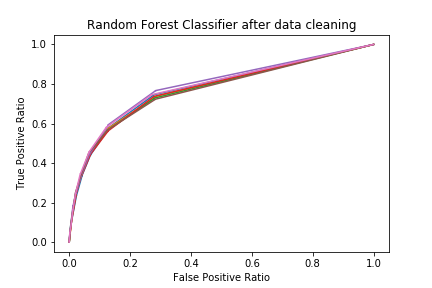 Random Forest Classifier after data cleaning
1.0
0.8
0.6
0.4
0.2
0.0
True Positive Ratio
0.0 0.2 0.4 0.6 0.8 1.0
False Positive Ratio